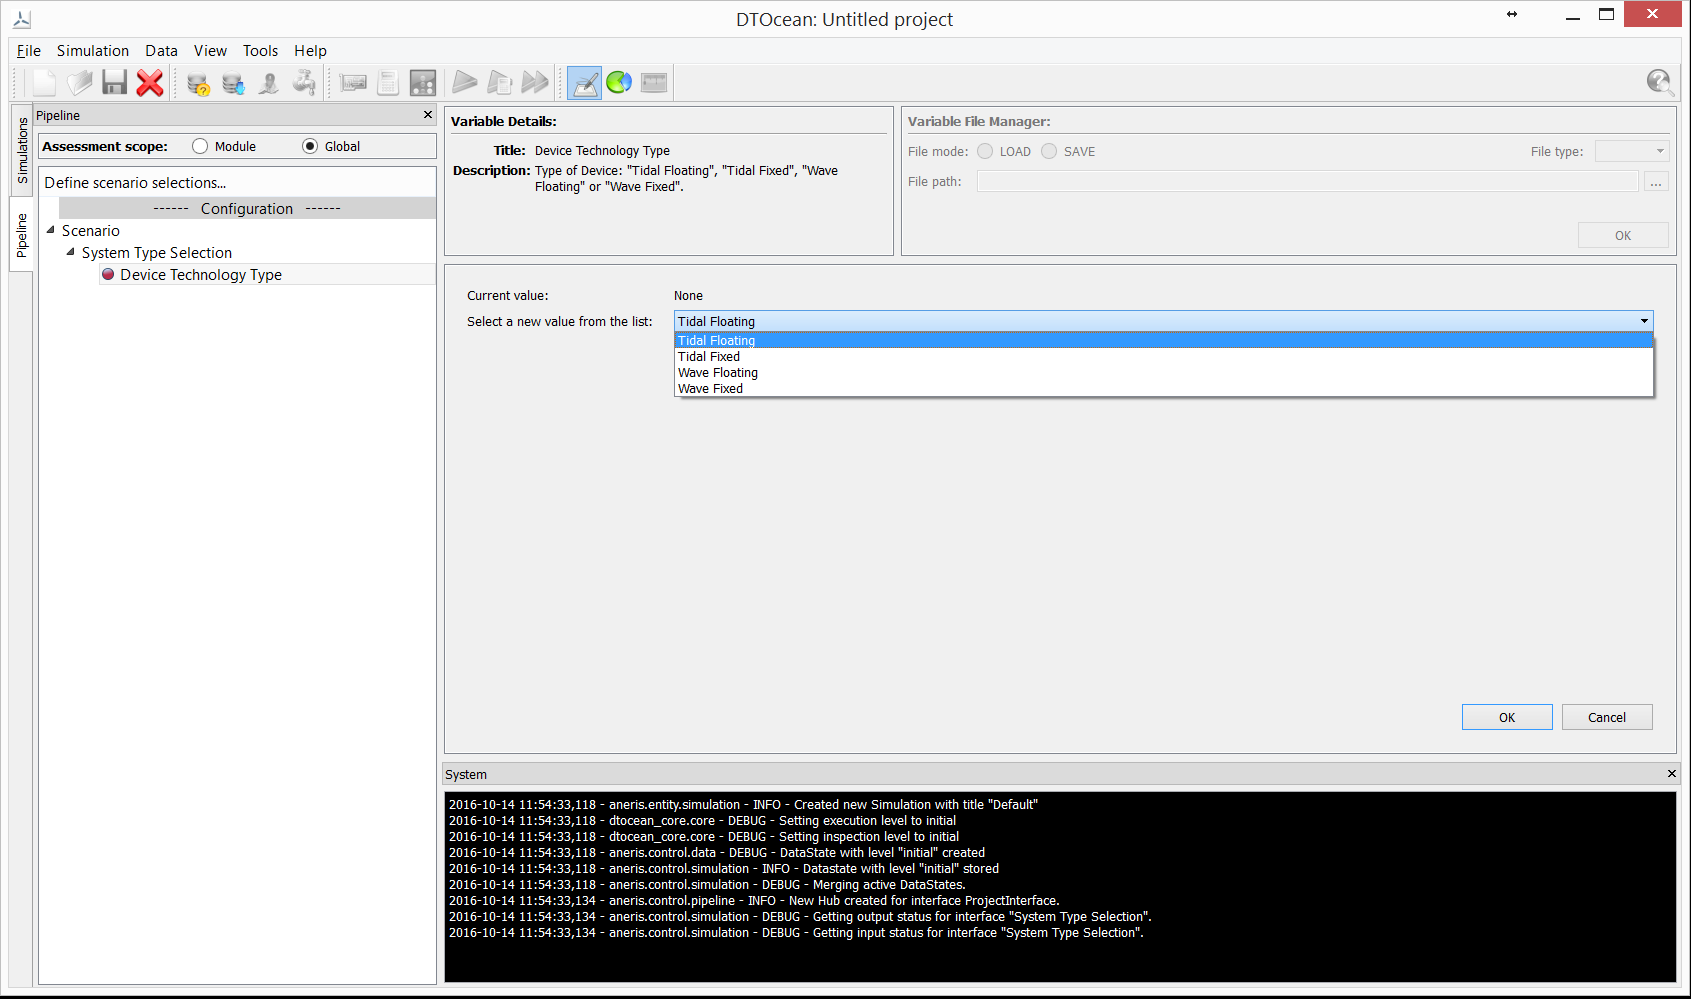 DTOcean: Untitled project
File Simulation Data View Tools Help
Simulations
Pipeline
Pipeline
Assessment scope: Module Global
Define scenario selections...
------ Configuration ------
Scenario
System Type Selection
Device Technology Type
Variable Details:
Title: Device Technology Type
Description: Type of Device: "Tidal Floating", "Tidal Fixed", "Wave
Floating" or "Wave Fixed".
Variable File Manager:
File mode: LOAD SAVE File type:
File path: ...
OK
Current value: None
Select a new value from the list: Tidal Floating
Tidal Floating
Tidal Fixed
Wave Floating
Wave Fixed
OK Cancel
System
2016-10-14 11:54:33,118 - aneris.entity.simulation - INFO - Created new Simulation with title "Default"
2016-10-14 11:54:33,118 - dtocean_core.core - DEBUG - Setting execution level to initial
2016-10-14 11:54:33,118 - dtocean_core.core - DEBUG - Setting inspection level to initial
2016-10-14 11:54:33,118 - aneris.control.data - DEBUG - DataState with level "initial" created
2016-10-14 11:54:33,118 - aneris.control.simulation - INFO - Datastate with level "initial" stored
2016-10-14 11:54:33,118 - aneris.control.simulation - DEBUG - Merging active DataStates.
2016-10-14 11:54:33,134 - aneris.control.pipeline - INFO - New Hub created for interface ProjectInterface.
2016-10-14 11:54:33,134 - aneris.control.simulation - DEBUG - Getting output status for interface "System Type Selection".
2016-10-14 11:54:33,134 - aneris.control.simulation - DEBUG - Getting input status for interface "System Type Selection".